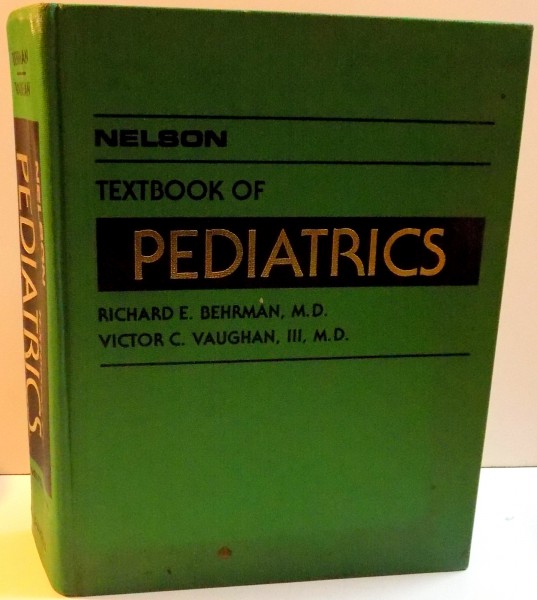 NELSON
TEXTBOOK OF
PEDIATRICS
RICHARD E. BEHRMAN, M.D.
VICTOR C. VAUGHAN, III, M.D.
PEDIATRICS